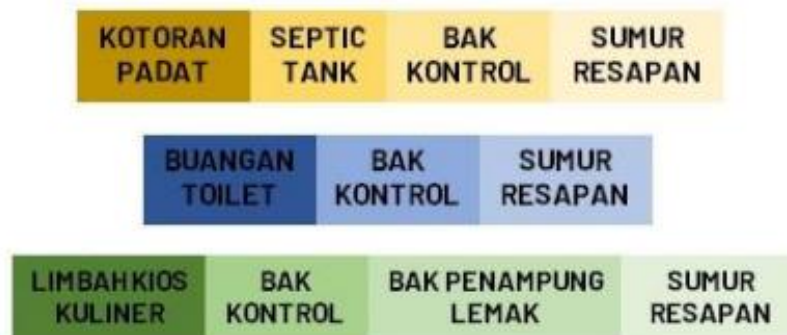 KOTORAN PADAT
SEPTIC TANK
BAK KONTROL
SUMUR RESAPAN
BUANGAN TOILET
BAK KONTROL
SUMUR RESAPAN
LIMBAH KIOS KULINER
BAK KONTROL
BAK PENAMPUNG LEMAK
SUMUR RESAPAN